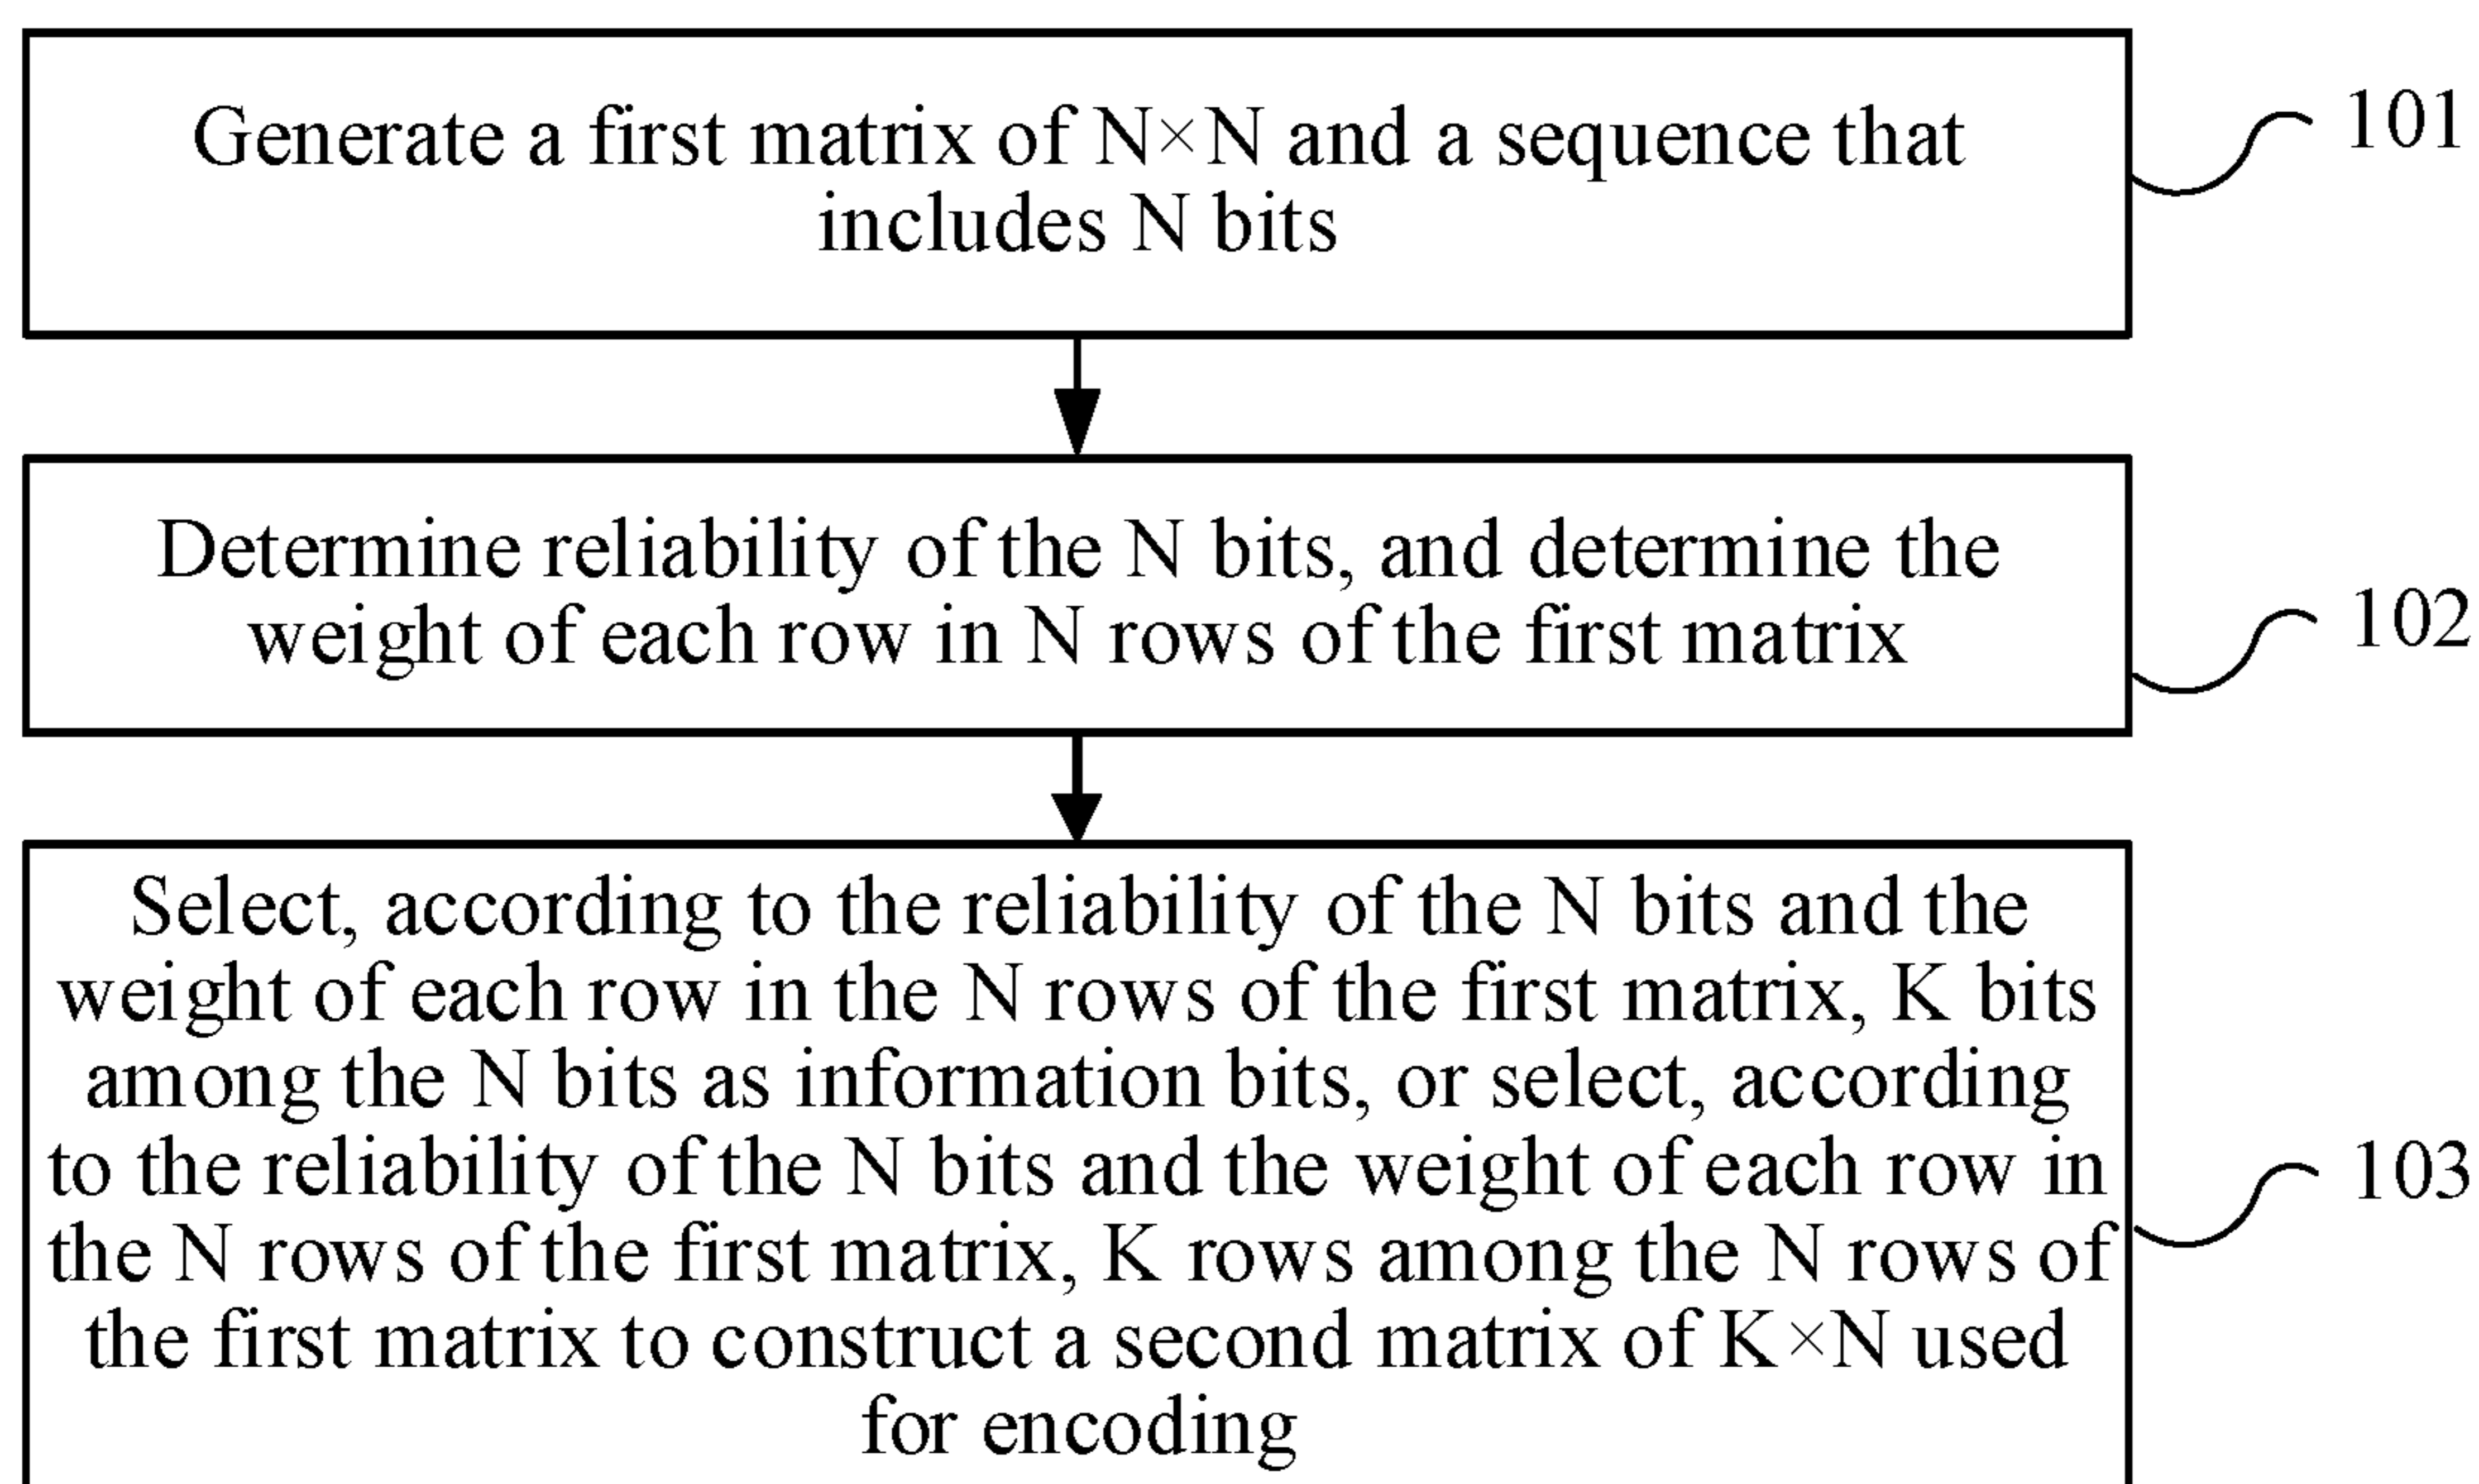 Generate a first matrix of N×N and a sequence that
includes N bits
101
Determine reliability of the N bits, and determine the
weight of each row in N rows of the first matrix
102
Select, according to the reliability of the N bits and the
weight of each row in the N rows of the first matrix, K bits
among the N bits as information bits, or select, according
to the reliability of the N bits and the weight of each row in
the N rows of the first matrix, K rows among the N rows of
the first matrix to construct a second matrix of K×N used
for encoding
103